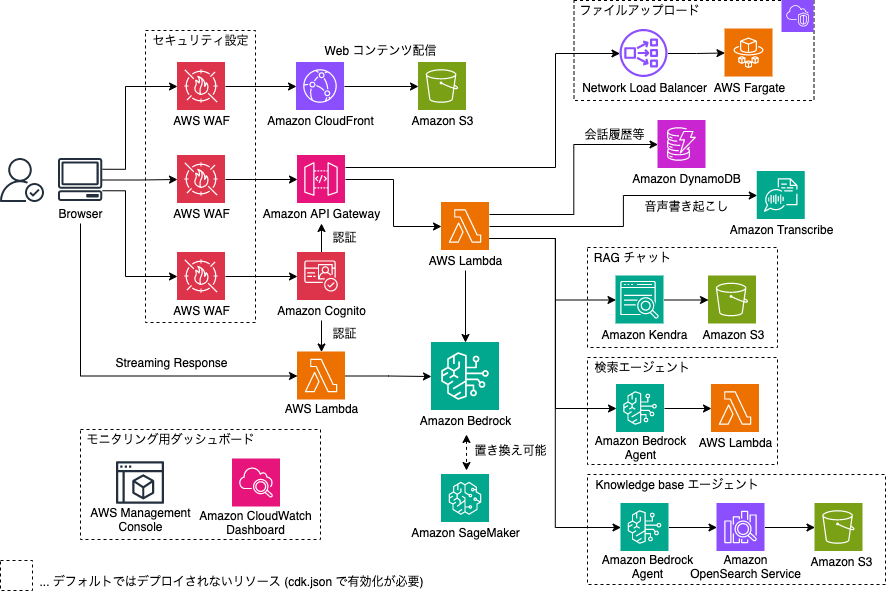 ファイルアップロード
セキュリティ設定
Web コンテンツ配信
Network Load Balancer
AWS Fargate
AWS WAF
Amazon CloudFront
Amazon S3
会話履歴等
Amazon DynamoDB
Browser
AWS WAF
Amazon API Gateway
音声書き起こし
Amazon Transcribe
認証
AWS Lambda
RAG チャット
AWS WAF
Amazon Cognito
Amazon Kendra
Amazon S3
認証
Streaming Response
検索エージェント
AWS Lambda
Amazon Bedrock
Amazon Bedrock
Agent
AWS Lambda
モニタリング用ダッシュボード
置き換え可能
Knowledge base エージェント
AWS Management
Console
Amazon CloudWatch
Dashboard
Amazon SageMaker
Amazon Bedrock
Agent
Amazon
OpenSearch Service
Amazon S3
... デフォルトではデプロイされないリソース (cdk.json で有効化が必要)